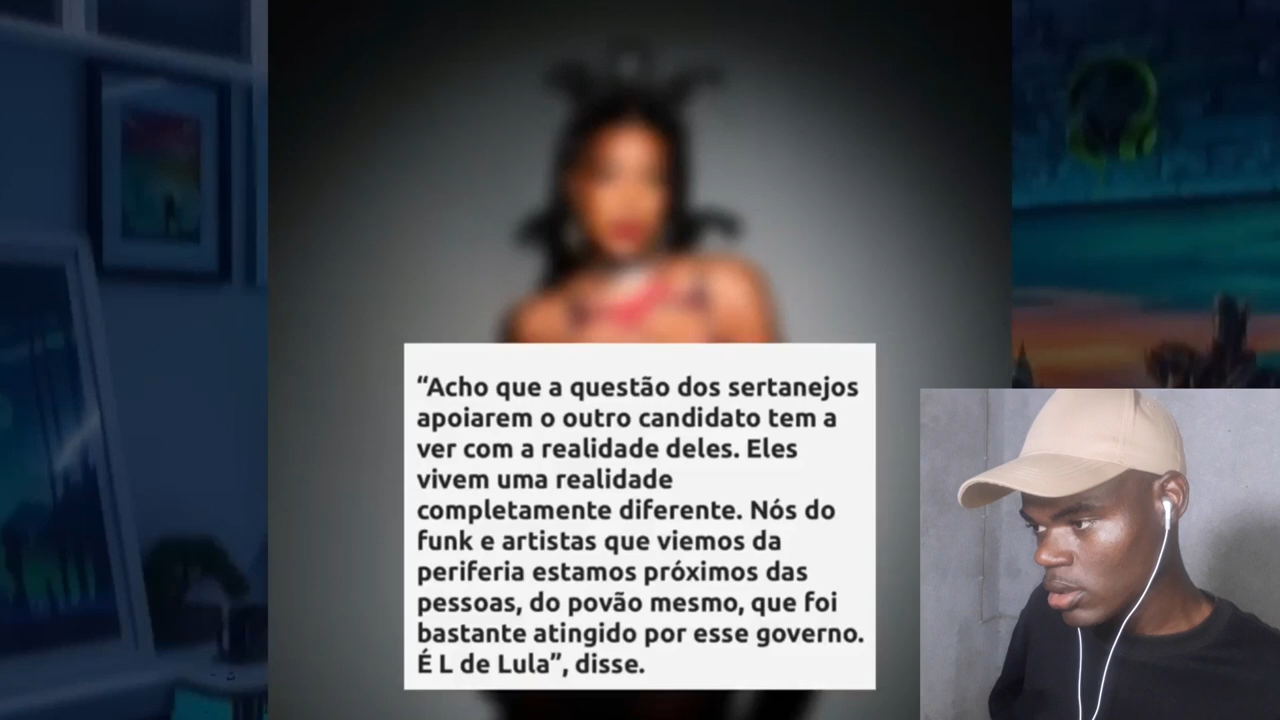 “Acho que a questão dos sertanejos
apoiarem o outro candidato tem a
ver com a realidade deles. Eles
vivem uma realidade
completamente diferente. Nós do
funk e artistas que viemos da
periferia estamos próximos das
pessoas, do povão mesmo, que foi
bastante atingido por esse governo.
É L de Lula”, disse.